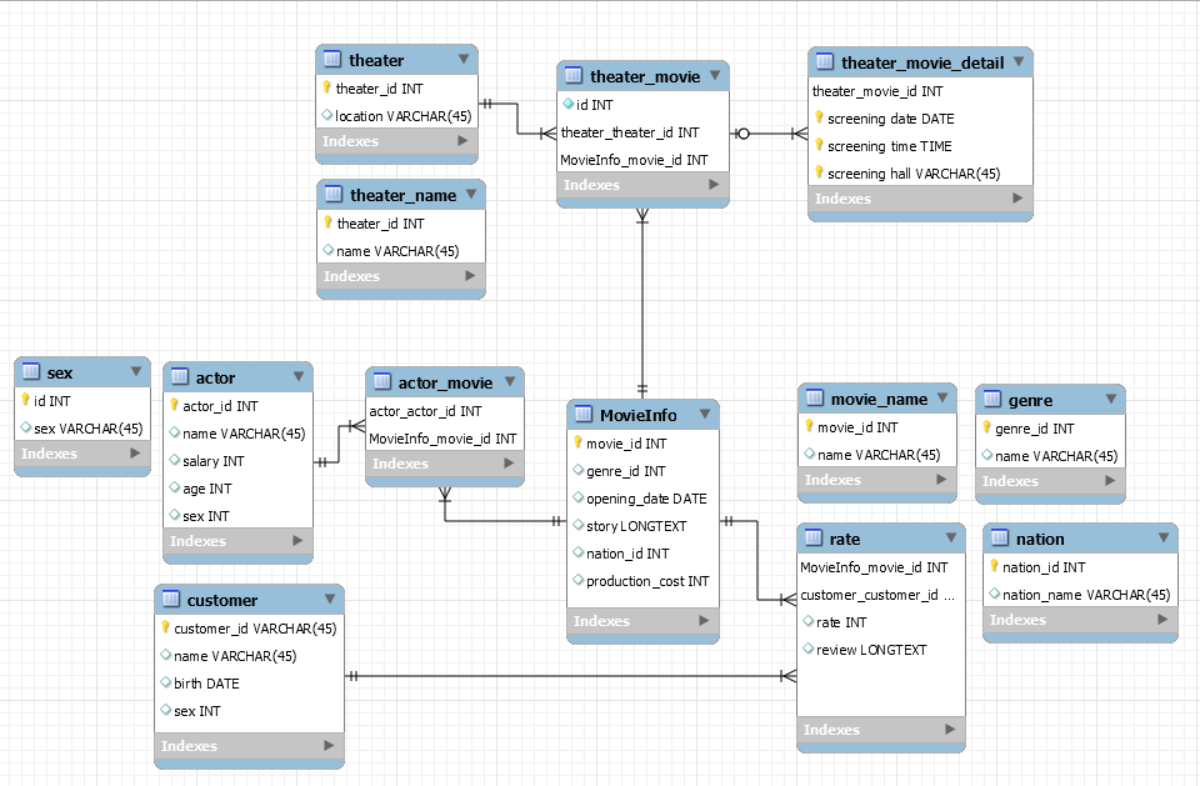 theater
theater_id INT
location VARCHAR(45)
Indexes
theater_movie
id INT
theater_theater_id INT
MovieInfo_movie_id INT
Indexes
theater_movie_detail
theater_movie_id INT
screening date DATE
screening time TIME
screening hall VARCHAR(45)
Indexes
theater_name
theater_id INT
name VARCHAR(45)
Indexes
sex
id INT
sex VARCHAR(45)
Indexes
actor
actor_id INT
name VARCHAR(45)
salary INT
age INT
sex INT
Indexes
actor_movie
actor_actor_id INT
MovieInfo_movie_id INT
Indexes
MovieInfo
movie_id INT
genre_id INT
opening_date DATE
story LONGTEXT
nation_id INT
production_cost INT
Indexes
movie_name
movie_id INT
name VARCHAR(45)
Indexes
genre
genre_id INT
name VARCHAR(45)
Indexes
rate
MovieInfo_movie_id INT
customer_customer_id ...
rate INT
review LONGTEXT
Indexes
nation
nation_id INT
nation_name VARCHAR(45)
Indexes
customer
customer_id VARCHAR(45)
name VARCHAR(45)
birth DATE
sex INT
Indexes